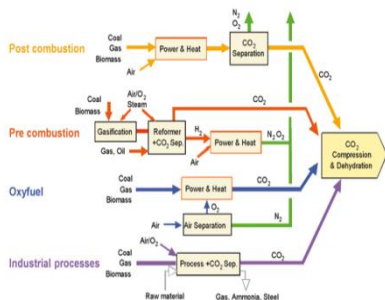 N₂
O₂
Post combustion
Coal
Gas
Biomass
Power & Heat
CO₂
Separation
Air
CO₂
Air/O₂
Steam
Coal
Biomass
CO₂
Pre combustion
Gasification
Reformer
+CO₂ Sep.
H₂
Power & Heat
N₂ O₂
Gas, Oil
Air
CO₂
Compression
& Dehydration
Oxyfuel
Coal
Gas
Biomass
Power & Heat
CO₂
O₂
Air
Air Separation
N₂
Air/O₂
Industrial processes
Coal
Gas
Biomass
Process +CO₂ Sep.
CO₂
Raw material
Gas, Ammonia, Steel